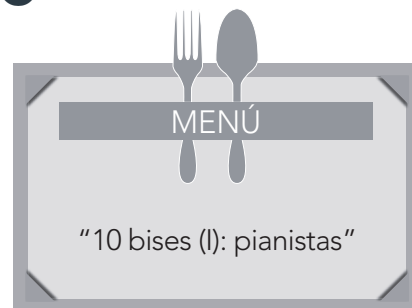 MENÚ
“10 bises (I): pianistas”